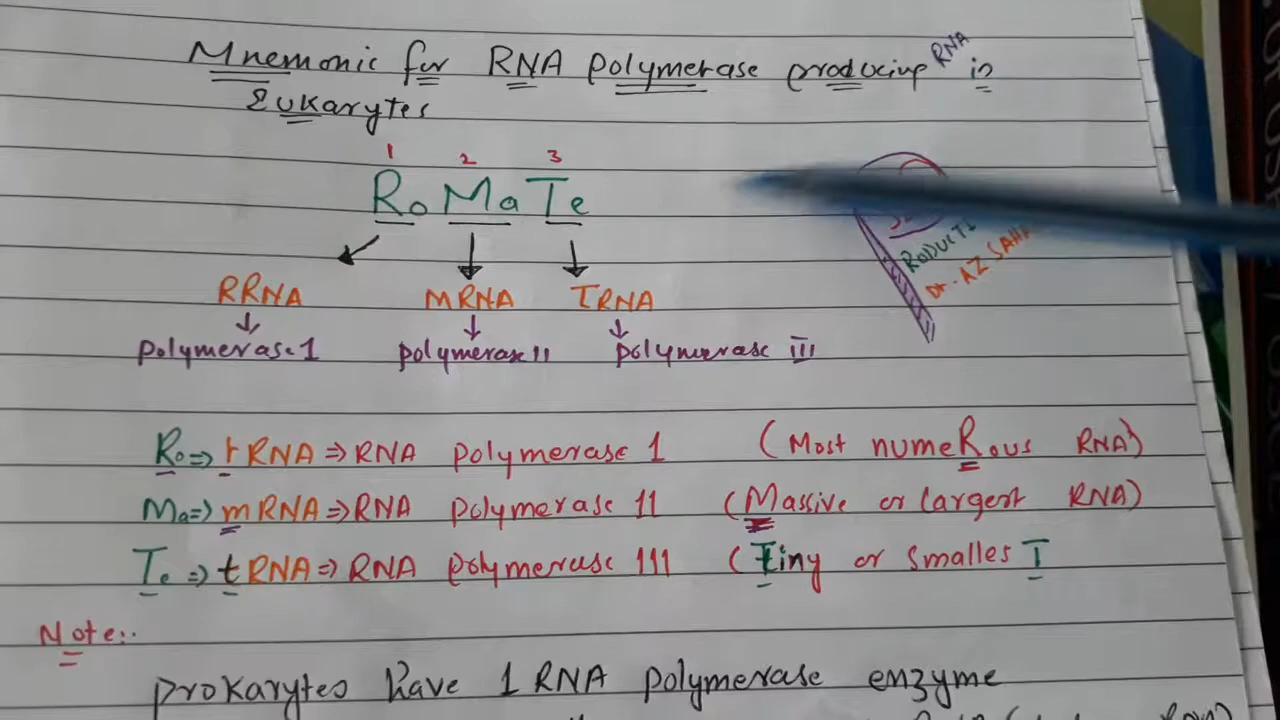 Mnemonic for RNA polymerase producing RNA in
Eukarytes
1 2 3
RoMaTe
RRNA MRNA TRNA
polymerase 1 polymerase 11 polymerase III
Ro=> rRNA => RNA polymerase 1 (Most numeRous RNA)
Ma=> mRNA => RNA polymerase 11 (Massive or largest RNA)
Te => tRNA => RNA polymerase 111 (Tiny or smalles T
Note:-
prokarytes have 1 RNA polymerase enzyme
RNA)